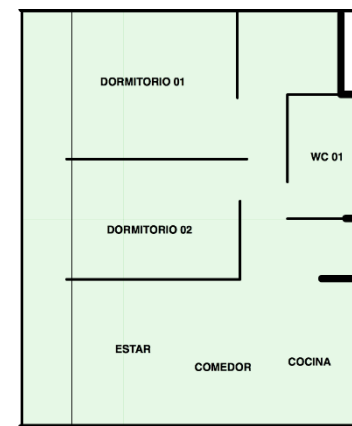 DORMITORIO 01
WC 01
DORMITORIO 02
ESTAR
COMEDOR
COCINA